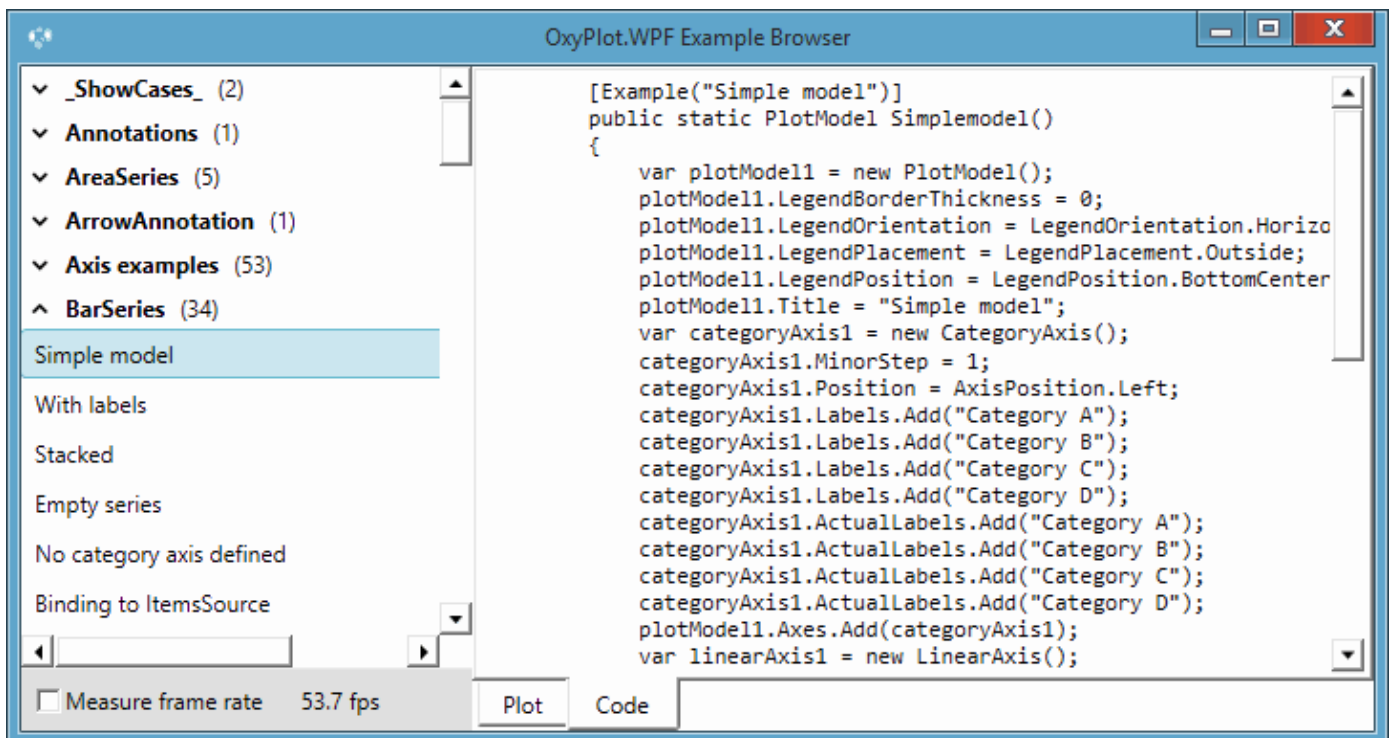 OxyPlot.WPF Example Browser
_ShowCases_ (2)
Annotations (1)
AreaSeries (5)
ArrowAnnotation (1)
Axis examples (53)
BarSeries (34)
Simple model
With labels
Stacked
Empty series
No category axis defined
Binding to ItemsSource
Measure frame rate 53.7 fps
[Example("Simple model")]
public static PlotModel Simplemodel()
{
var plotModel1 = new PlotModel();
plotModel1.LegendBorderThickness = 0;
plotModel1.LegendOrientation = LegendOrientation.Horizo
plotModel1.LegendPlacement = LegendPlacement.Outside;
plotModel1.LegendPosition = LegendPosition.BottomCenter
plotModel1.Title = "Simple model";
var categoryAxis1 = new CategoryAxis();
categoryAxis1.MinorStep = 1;
categoryAxis1.Position = AxisPosition.Left;
categoryAxis1.Labels.Add("Category A");
categoryAxis1.Labels.Add("Category B");
categoryAxis1.Labels.Add("Category C");
categoryAxis1.Labels.Add("Category D");
categoryAxis1.ActualLabels.Add("Category A");
categoryAxis1.ActualLabels.Add("Category B");
categoryAxis1.ActualLabels.Add("Category C");
categoryAxis1.ActualLabels.Add("Category D");
plotModel1.Axes.Add(categoryAxis1);
var linearAxis1 = new LinearAxis();
Plot Code